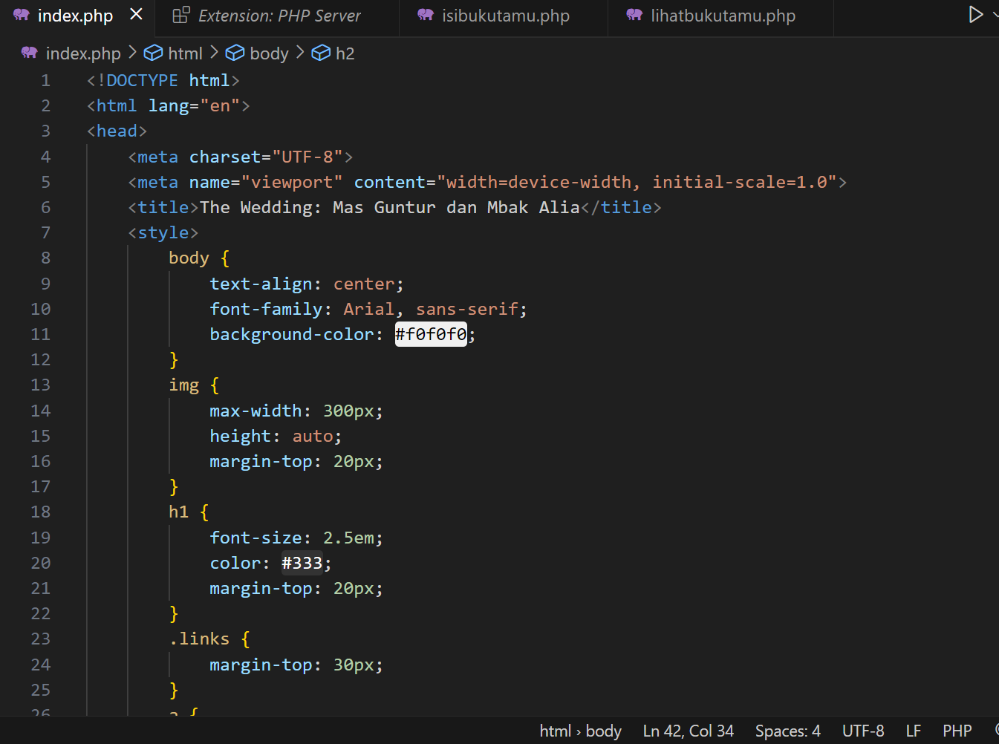 index.php Extension: PHP Server isibukutamu.php lihatbukutamu.php
index.php > html > body > h2
1 <!DOCTYPE html>
2 <html lang="en">
3 <head>
4 <meta charset="UTF-8">
5 <meta name="viewport" content="width=device-width, initial-scale=1.0">
6 <title>The Wedding: Mas Guntur dan Mbak Alia</title>
7 <style>
8 body {
9 text-align: center;
10 font-family: Arial, sans-serif;
11 background-color: #f0f0f0;
12 }
13 img {
14 max-width: 300px;
15 height: auto;
16 margin-top: 20px;
17 }
18 h1 {
19 font-size: 2.5em;
20 color: #333;
21 margin-top: 20px;
22 }
23 .links {
24 margin-top: 30px;
25 }
26 a {
html › body Ln 42, Col 34 Spaces: 4 UTF-8 LF PHP